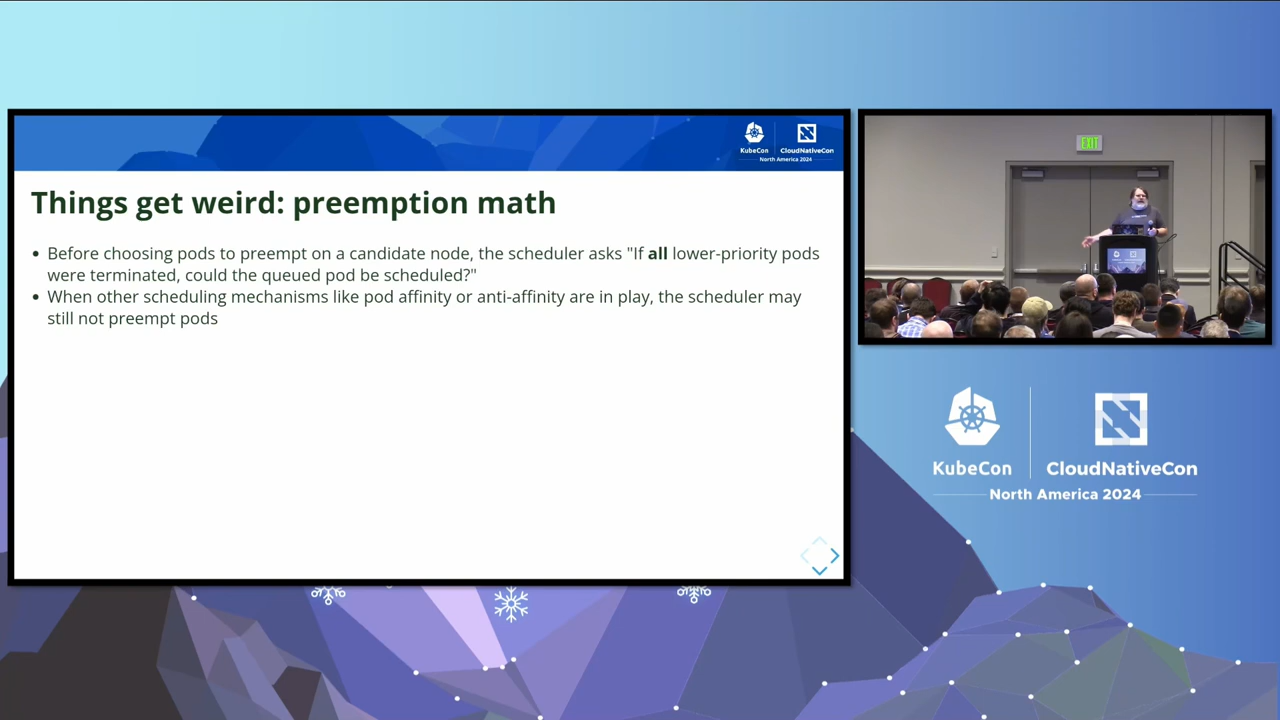 KubeCon
CloudNativeCon
North America 2024
Things get weird: preemption math
Before choosing pods to preempt on a candidate node, the scheduler asks "If all lower-priority pods
were terminated, could the queued pod be scheduled?"
When other scheduling mechanisms like pod affinity or anti-affinity are in play, the scheduler may
still not preempt pods
EXIT
KubeCon
CloudNativeCon
North America 2024